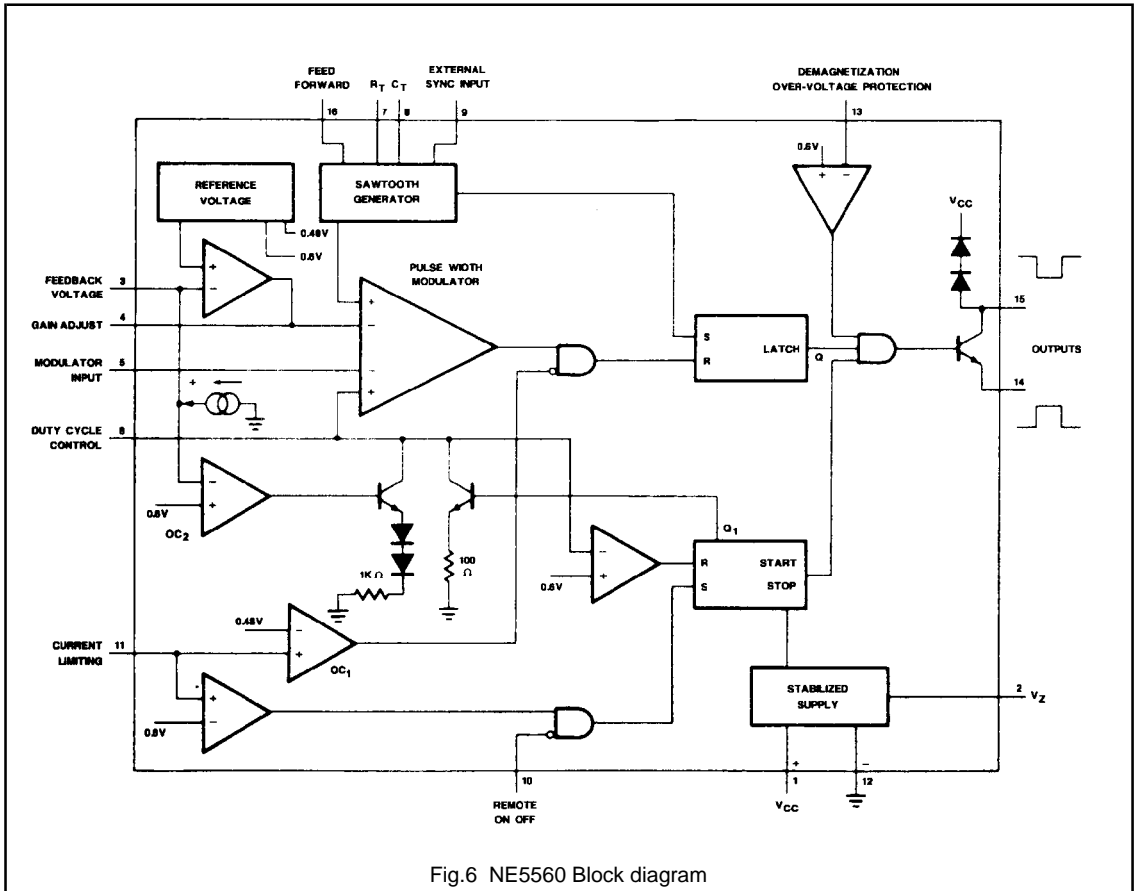 FEED
FORWARD
R_T C_T
EXTERNAL
SYNC INPUT
DEMAGNETIZATION
OVER-VOLTAGE PROTECTION
16
7
8
9
13
REFERENCE
VOLTAGE
SAWTOOTH
GENERATOR
0.6V
+ −
0.48V
0.6V
V_CC
FEEDBACK
VOLTAGE
3
+
−
PULSE WIDTH
MODULATOR
GAIN ADJUST
4
+
−
15
MODULATOR
INPUT
5
−
+
S
R
LATCH
Q
OUTPUTS
14
+
DUTY CYCLE
CONTROL
6
−
+
0.6V
OC2
Q1
1KΩ
100
Ω
−
+
0.6V
R
S
START
STOP
0.48V
−
+
OC1
CURRENT
LIMITING
11
+
−
0.6V
STABILIZED
SUPPLY
2
V_Z
10
REMOTE
ON OFF
+
1
V_CC
−
12
Fig.6 NE5560 Block diagram